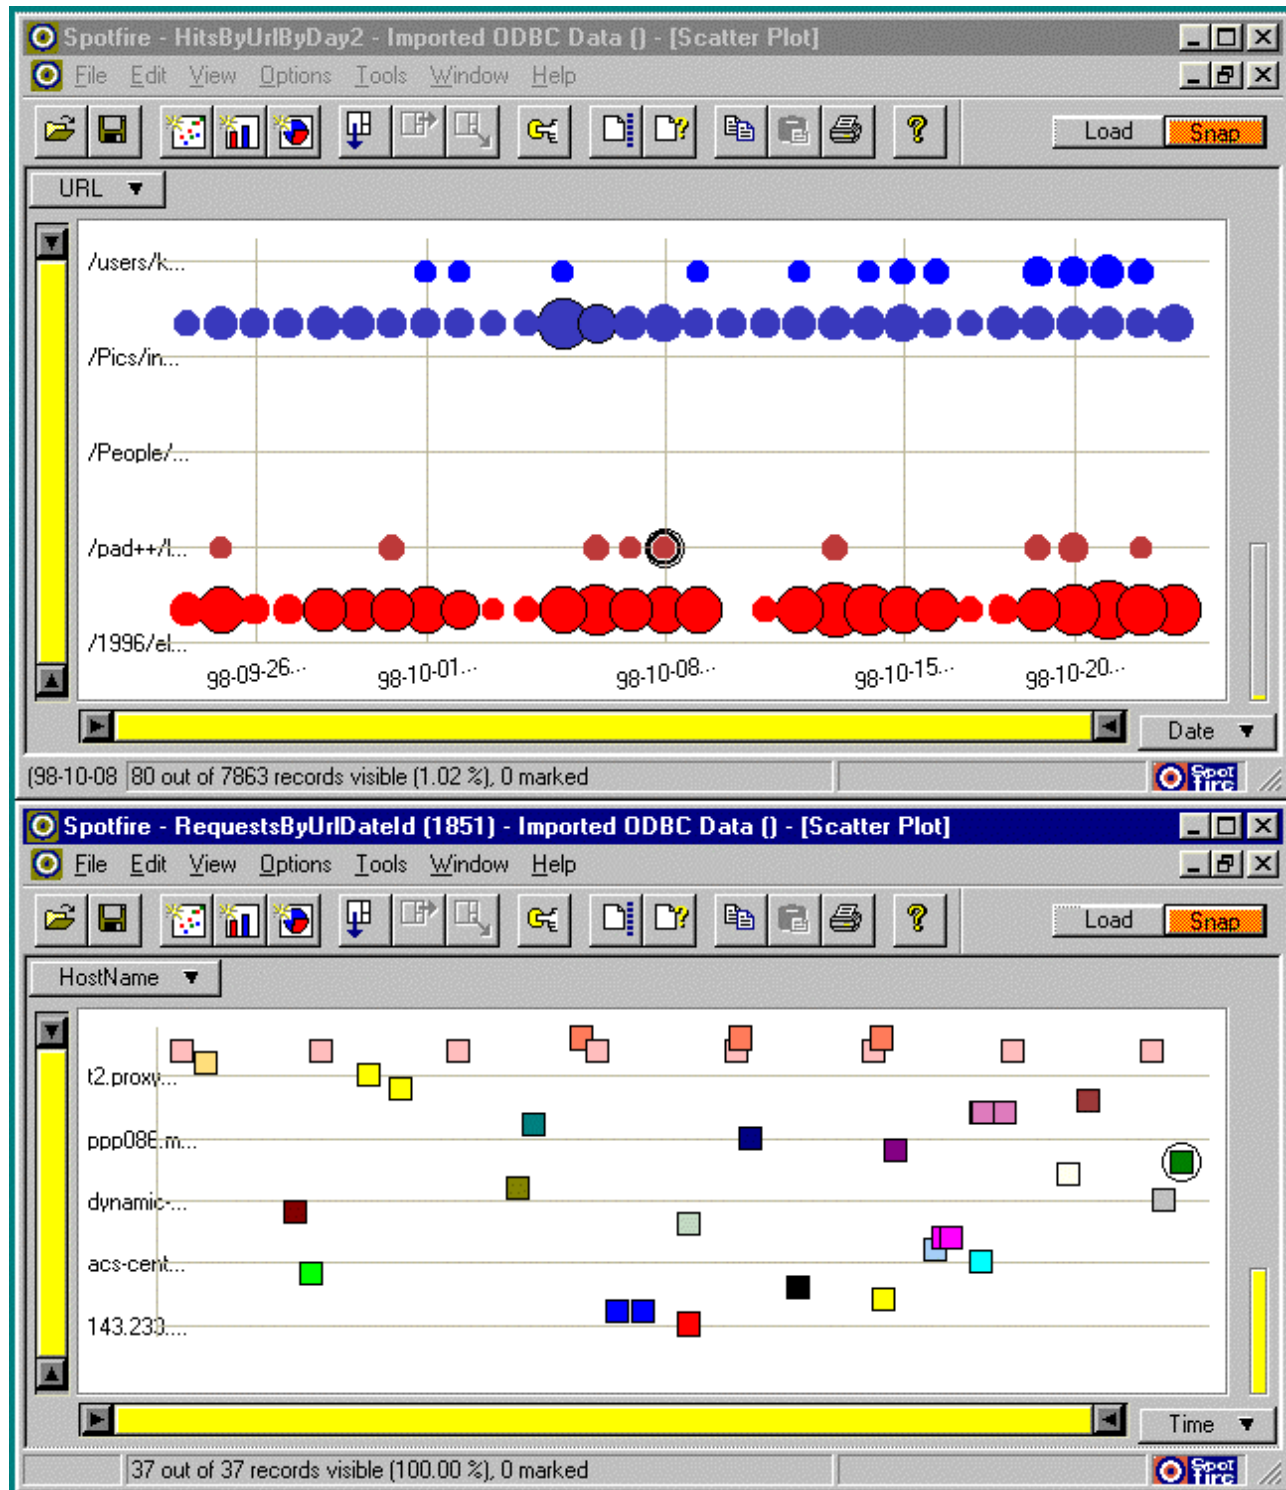 Spotfire - HitsByUrlByDay2 - Imported ODBC Data () - [Scatter Plot]
File Edit View Options Tools Window Help
Load Snap
URL
/users/k...
/Pics/in...
/People/...
/pad++/l...
/1996/el...
98-09-26... 98-10-01... 98-10-08... 98-10-15... 98-10-20...
Date
(98-10-08 80 out of 7863 records visible (1.02 %), 0 marked
Spot
fire
Spotfire - RequestsByUrlDateId (1851) - Imported ODBC Data () - [Scatter Plot]
File Edit View Options Tools Window Help
Load Snap
HostName
t2.proxy...
ppp086.m...
dynamic-...
acs-cent...
143.233....
Time
37 out of 37 records visible (100.00 %), 0 marked
Spot
fire